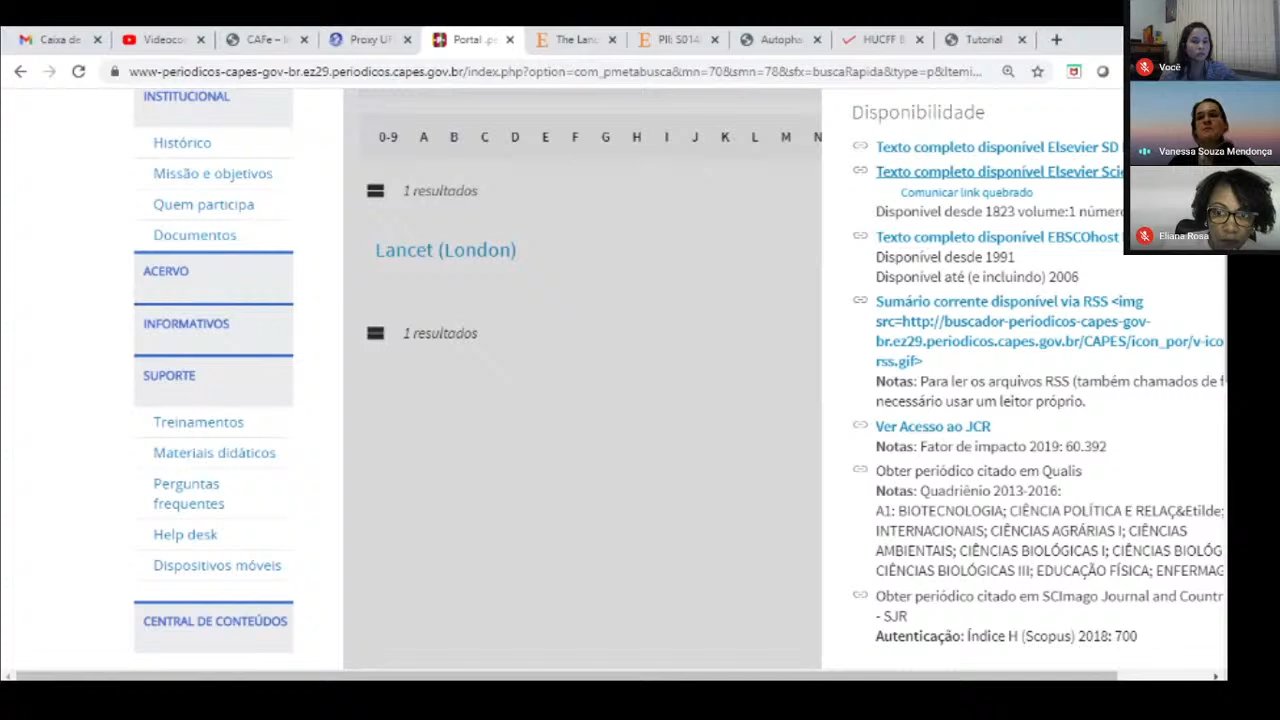 Caixa de
Videoco
CAFe – I
Proxy UF
Portal .pe
The Lan
PII: S014
Autopha
HUCFF B
Tutorial
www-periodicos-capes-gov-br.ez29.periodicos.capes.gov.br/index.php?option=com_pmetabusca&mn=70&smn=78&sfx=buscaRapida&type=p&Itemi...
Você
Vanessa Souza Mendonça
Eliana Rosa
INSTITUCIONAL
Histórico
Missão e objetivos
Quem participa
Documentos
ACERVO
INFORMATIVOS
SUPORTE
Treinamentos
Materiais didáticos
Perguntas
frequentes
Help desk
Dispositivos móveis
CENTRAL DE CONTEÚDOS
0-9 A B C D E F G H I J K L M N
1 resultados
Lancet (London)
1 resultados
Disponibilidade
Texto completo disponível Elsevier SD
Texto completo disponível Elsevier Scie
Comunicar link quebrado
Disponível desde 1823 volume:1 número
Texto completo disponível EBSCOhost
Disponível desde 1991
Disponível até (e incluindo) 2006
Sumário corrente disponível via RSS <img
src=http://buscador-periodicos-capes-gov-
br.ez29.periodicos.capes.gov.br/CAPES/icon_por/v-ico
rss.gif>
Notas: Para ler os arquivos RSS (também chamados de f
necessário usar um leitor próprio.
Ver Acesso ao JCR
Notas: Fator de impacto 2019: 60.392
Obter periódico citado em Qualis
Notas: Quadriênio 2013-2016:
A1: BIOTECNOLOGIA; CIÊNCIA POLÍTICA E RELAÇ&Etilde;
INTERNACIONAIS; CIÊNCIAS AGRÁRIAS I; CIÊNCIAS
AMBIENTAIS; CIÊNCIAS BIOLÓGICAS I; CIÊNCIAS BIOLÓG
CIÊNCIAS BIOLÓGICAS III; EDUCAÇÃO FÍSICA; ENFERMAG
Obter periódico citado em SCImago Journal and Countr
- SJR
Autenticação: Índice H (Scopus) 2018: 700